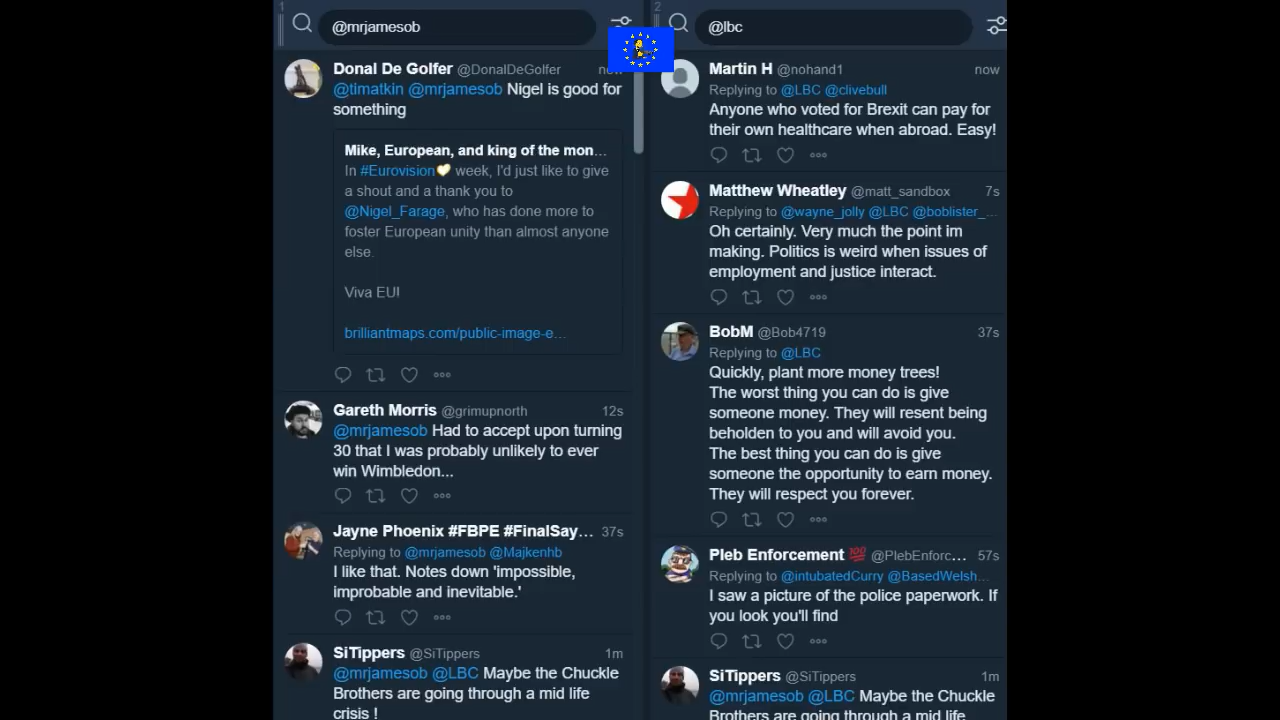 1
@mrjamesob
Donal De Golfer @DonalDeGolfer now
@timatkin @mrjamesob Nigel is good for
something
Mike, European, and king of the mon...
In #Eurovision💛 week, I'd just like to give
a shout and a thank you to
@Nigel_Farage, who has done more to
foster European unity than almost anyone
else.
Viva EU!
brilliantmaps.com/public-image-e…
Gareth Morris @grimupnorth 12s
@mrjamesob Had to accept upon turning
30 that I was probably unlikely to ever
win Wimbledon...
Jayne Phoenix #FBPE #FinalSay... 37s
Replying to @mrjamesob @Majkenhb
I like that. Notes down 'impossible,
improbable and inevitable.'
SiTippers @SiTippers 1m
@mrjamesob @LBC Maybe the Chuckle
Brothers are going through a mid life
crisis !
2
@lbc
Martin H @nohand1 now
Replying to @LBC @clivebull
Anyone who voted for Brexit can pay for
their own healthcare when abroad. Easy!
Matthew Wheatley @matt_sandbox 7s
Replying to @wayne_jolly @LBC @boblister_...
Oh certainly. Very much the point im
making. Politics is weird when issues of
employment and justice interact.
BobM @Bob4719 37s
Replying to @LBC
Quickly, plant more money trees!
The worst thing you can do is give
someone money. They will resent being
beholden to you and will avoid you.
The best thing you can do is give
someone the opportunity to earn money.
They will respect you forever.
Pleb Enforcement 💯 @PlebEnforc... 57s
Replying to @intubatedCurry @BasedWelsh...
I saw a picture of the police paperwork. If
you look you'll find
SiTippers @SiTippers 1m
@mrjamesob @LBC Maybe the Chuckle
Brothers are going through a mid life